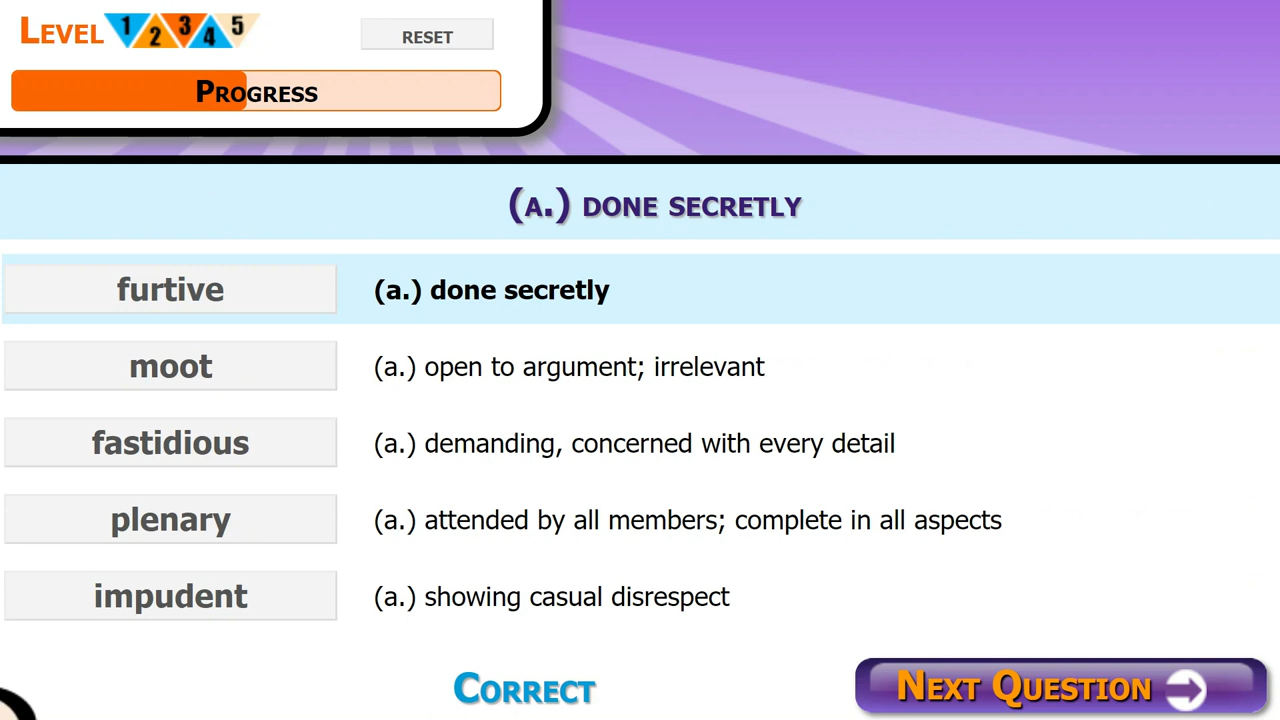 LEVEL 1 2 3 4 5
RESET
PROGRESS
(A.) DONE SECRETLY
furtive (a.) done secretly
moot (a.) open to argument; irrelevant
fastidious (a.) demanding, concerned with every detail
plenary (a.) attended by all members; complete in all aspects
impudent (a.) showing casual disrespect
CORRECT
NEXT QUESTION